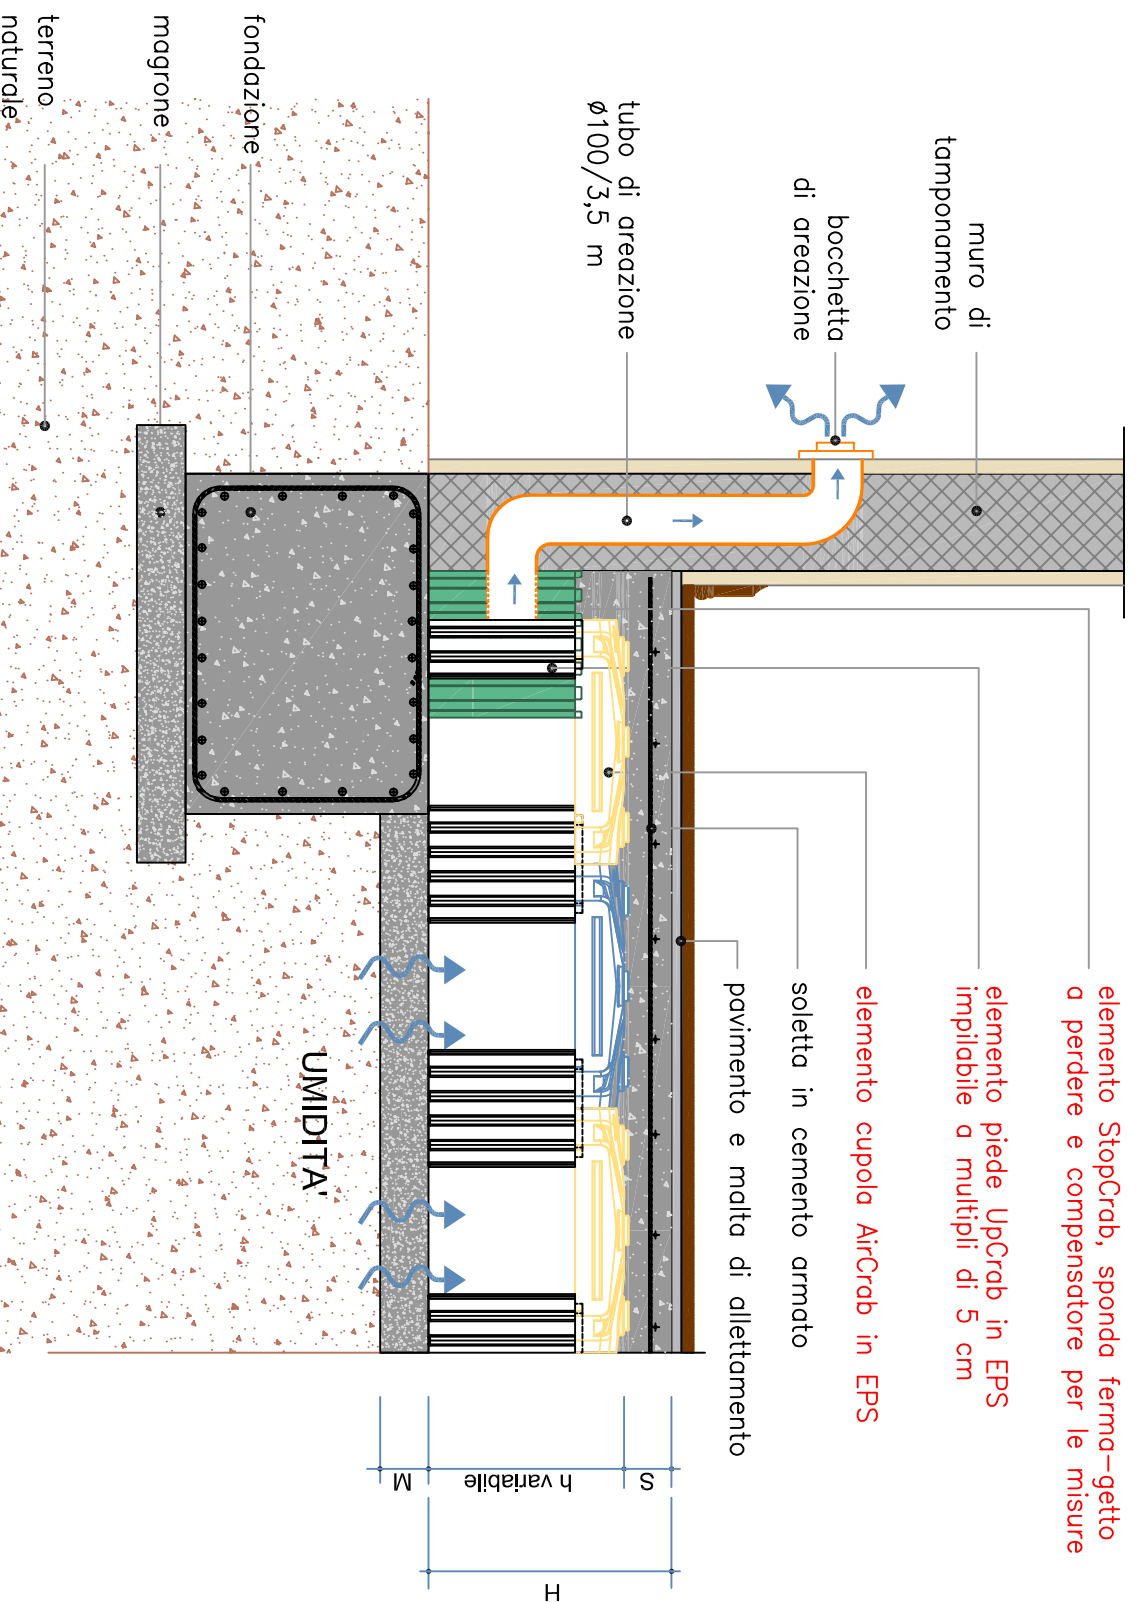 elemento StopCrab, sponda ferma-getto
a perdere e compensatore per le misure
elemento piede UpCrab in EPS
impilabile a multipli di 5 cm
elemento cupola AirCrab in EPS
soletta in cemento armato
pavimento e malta di allettamento
muro di
tamponamento
bocchetta
di areazione
tubo di areazione
ø100/3,5 m
fondazione
magrone
terreno
naturale
UMIDITA'
S
h variabile
M
H